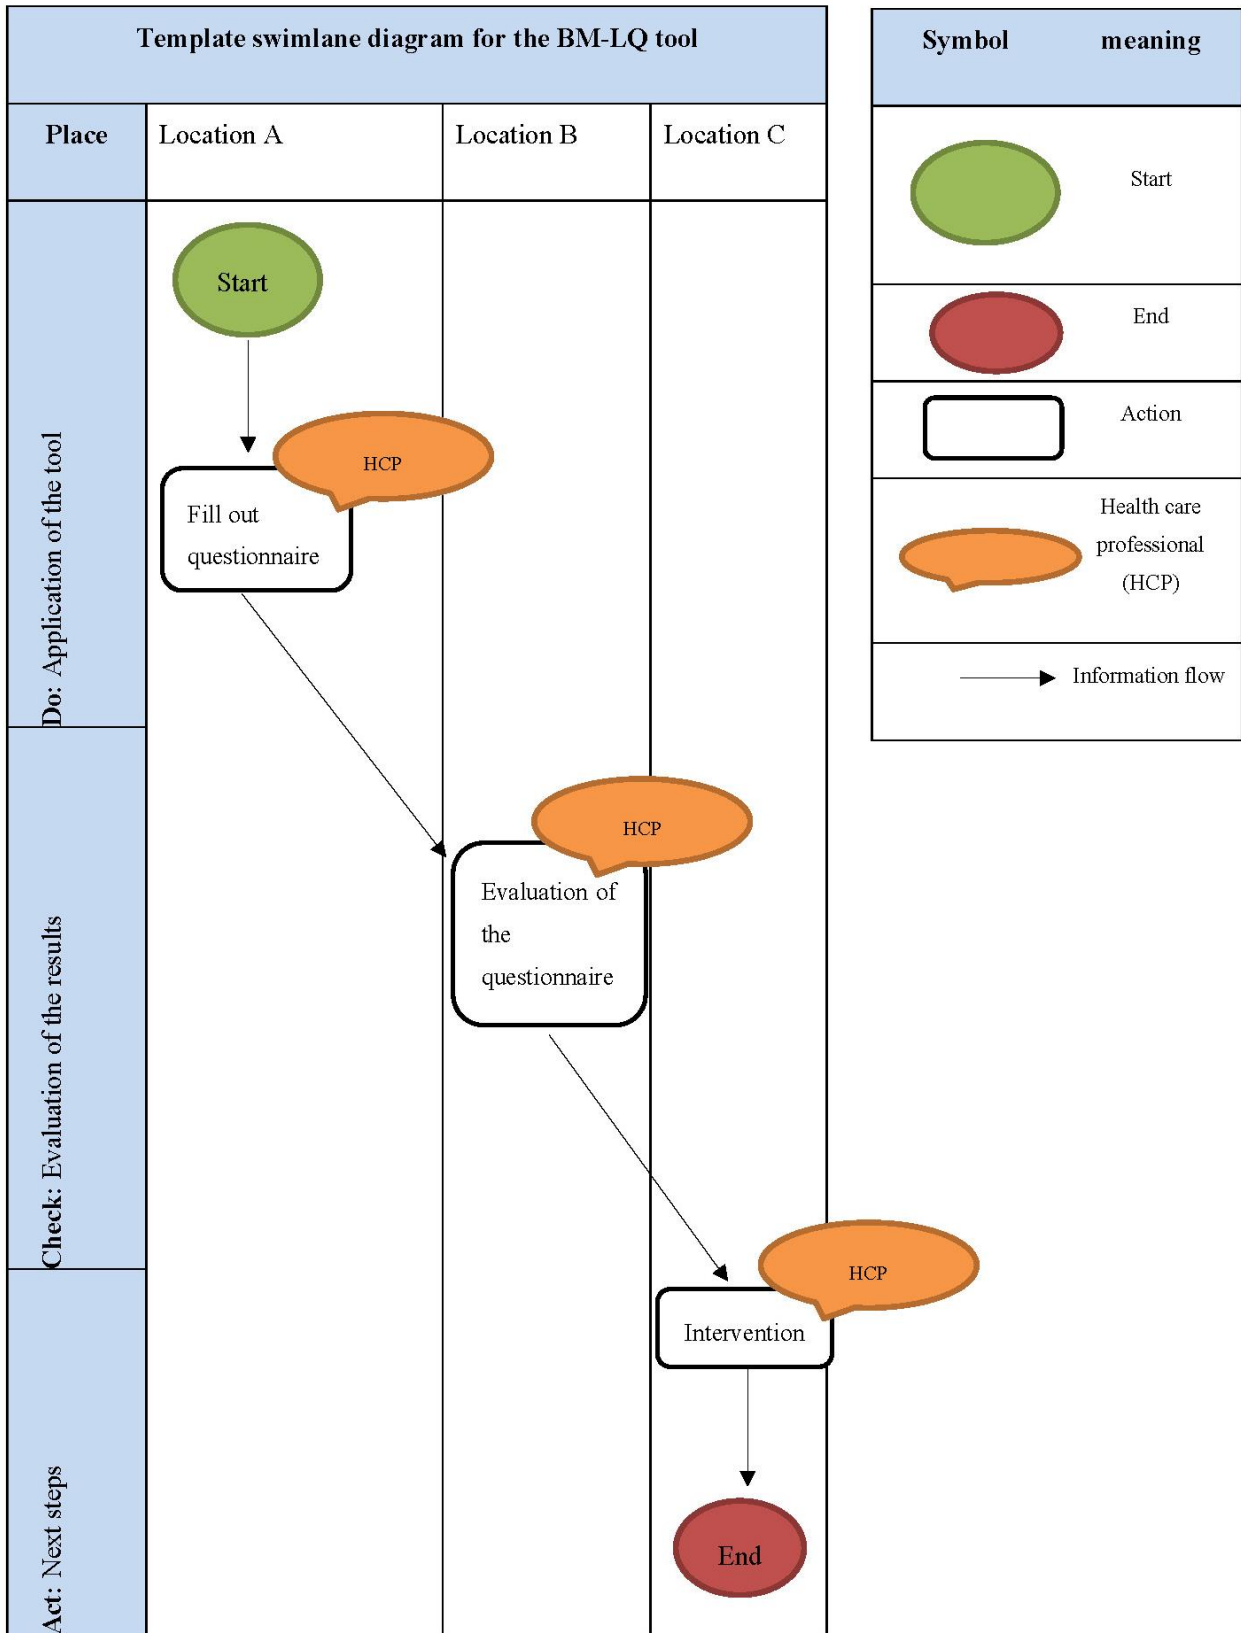 Template swimlane diagram for the BM-LQ tool
Place
Location A
Location B
Location C
Do: Application of the tool
Start
HCP
Fill out
questionnaire
Check: Evaluation of the results
HCP
Evaluation of
the
questionnaire
Act: Next steps
HCP
Intervention
End
Symbol meaning
Start
End
Action
Health care
professional
(HCP)
Information flow